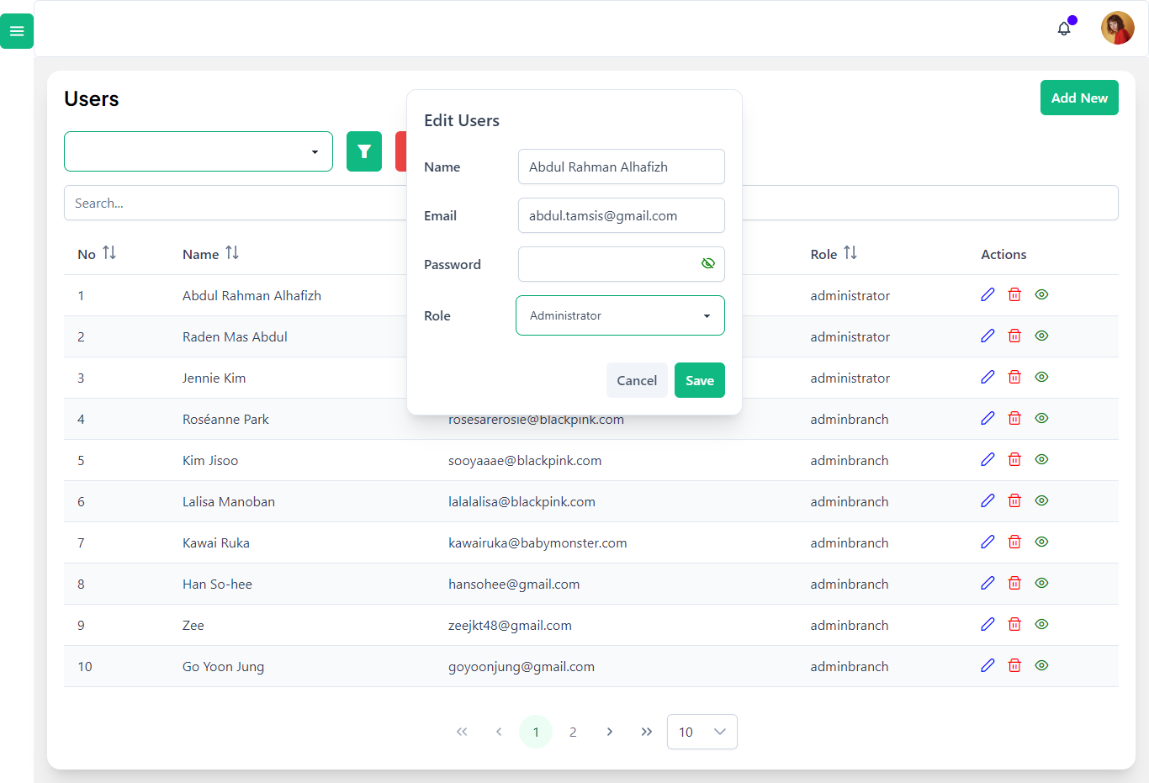 Users
Add New
Edit Users
Name Abdul Rahman Alhafizh
Email abdul.tamsis@gmail.com
Password
Role Administrator
Cancel Save
Search...
No Name Role Actions
1 Abdul Rahman Alhafizh administrator
2 Raden Mas Abdul administrator
3 Jennie Kim administrator
4 Roséanne Park rosesarerosie@blackpink.com adminbranch
5 Kim Jisoo sooyaaae@blackpink.com adminbranch
6 Lalisa Manoban lalalalisa@blackpink.com adminbranch
7 Kawai Ruka kawairuka@babymonster.com adminbranch
8 Han So-hee hansohee@gmail.com adminbranch
9 Zee zeejkt48@gmail.com adminbranch
10 Go Yoon Jung goyoonjung@gmail.com adminbranch
1 2 10